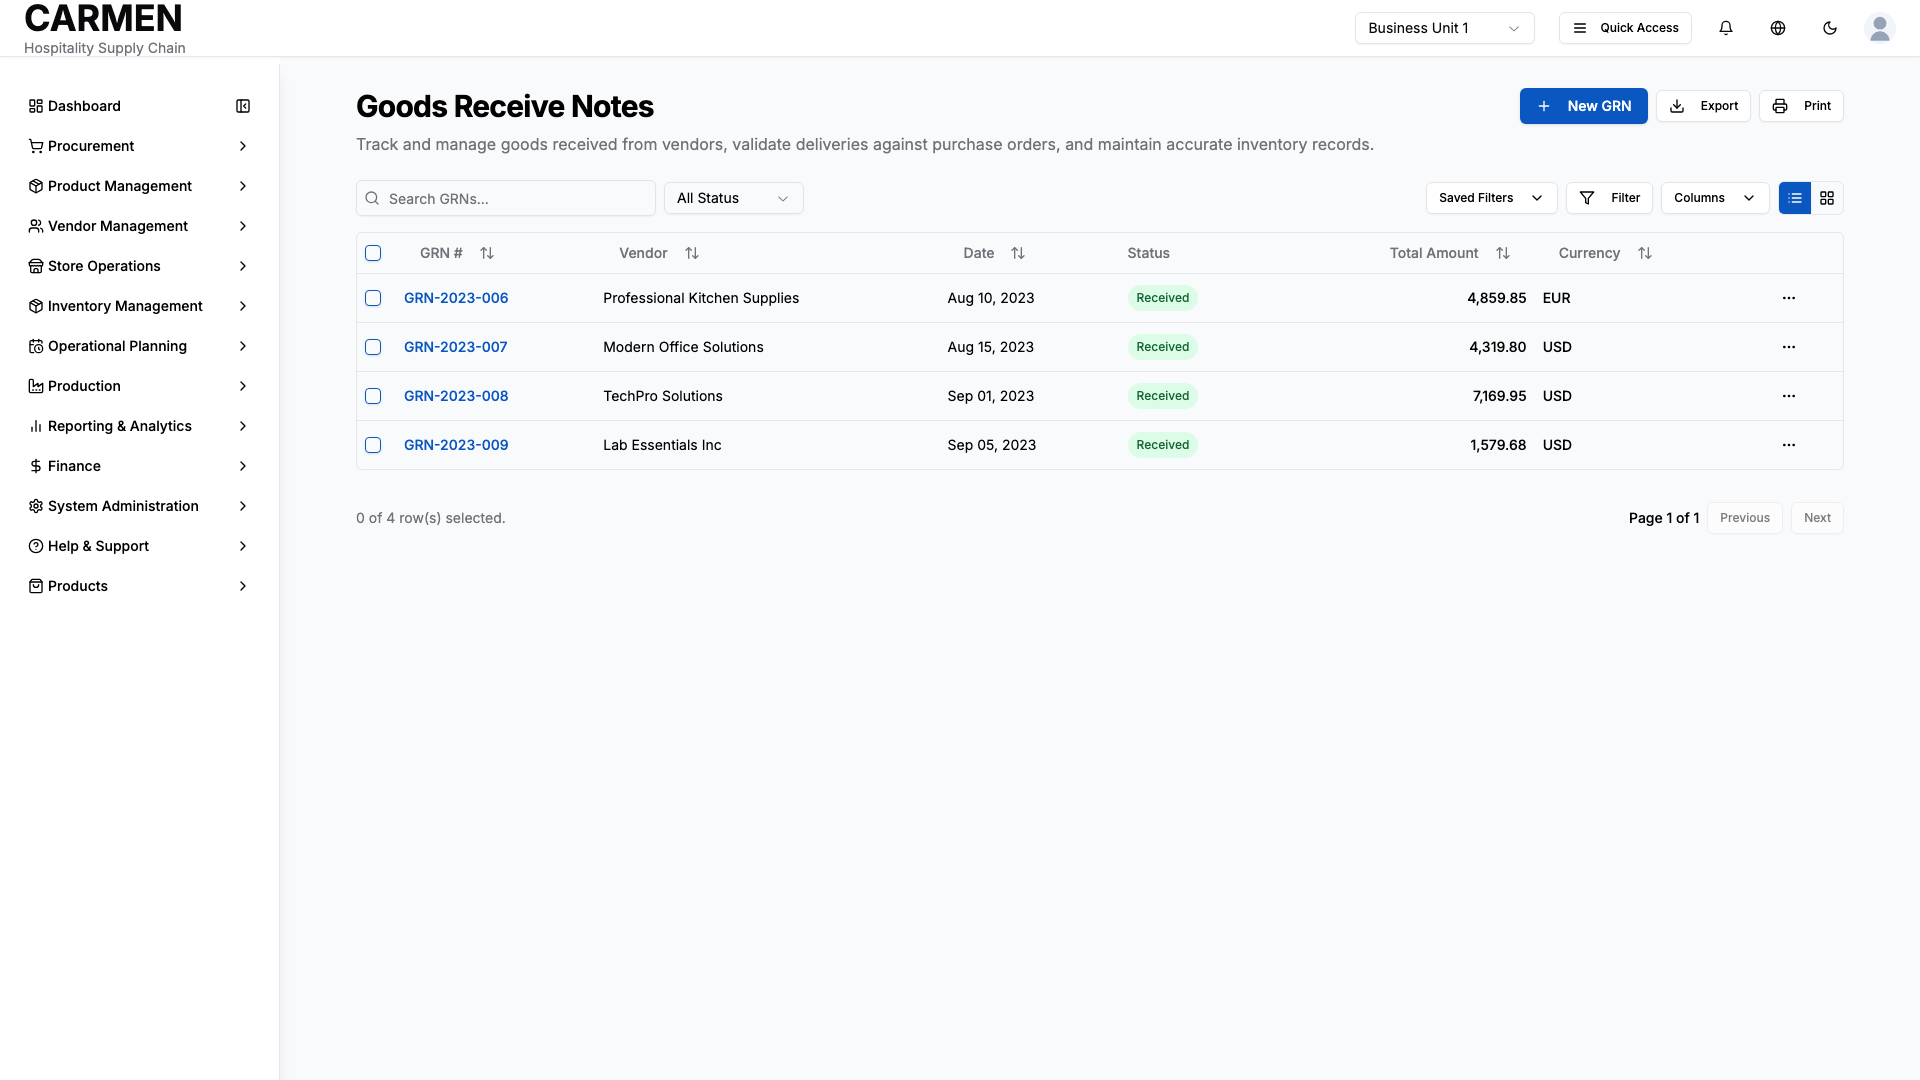 CARMEN
Hospitality Supply Chain
Business Unit 1
Quick Access
Dashboard
Procurement
Product Management
Vendor Management
Store Operations
Inventory Management
Operational Planning
Production
Reporting & Analytics
Finance
System Administration
Help & Support
Products
Goods Receive Notes
New GRN
Export
Print
Track and manage goods received from vendors, validate deliveries against purchase orders, and maintain accurate inventory records.
Search GRNs...
All Status
Saved Filters
Filter
Columns
GRN # Vendor Date Status Total Amount Currency
GRN-2023-006 Professional Kitchen Supplies Aug 10, 2023 Received 4,859.85 EUR
GRN-2023-007 Modern Office Solutions Aug 15, 2023 Received 4,319.80 USD
GRN-2023-008 TechPro Solutions Sep 01, 2023 Received 7,169.95 USD
GRN-2023-009 Lab Essentials Inc Sep 05, 2023 Received 1,579.68 USD
0 of 4 row(s) selected.
Page 1 of 1
Previous
Next